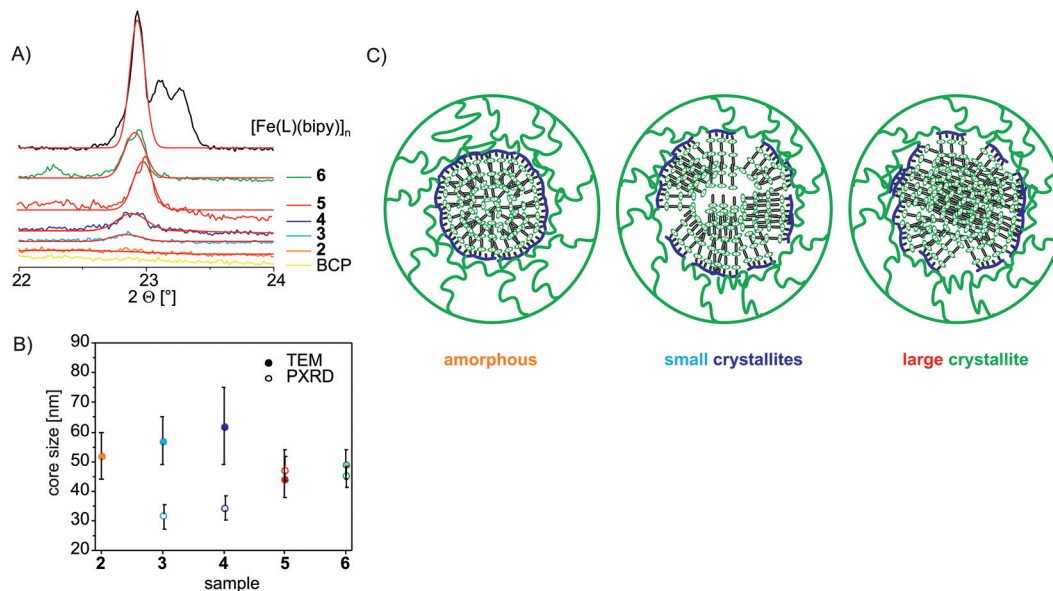 A)
[Fe(L)(bipy)]n
6
5
4
3
2
BCP
22 23 24
2 Θ [°]
B)
90
80
70
60
50
40
30
20
core size [nm]
TEM
PXRD
2 3 4 5 6
sample
C)
amorphous
small crystallites
large crystallite